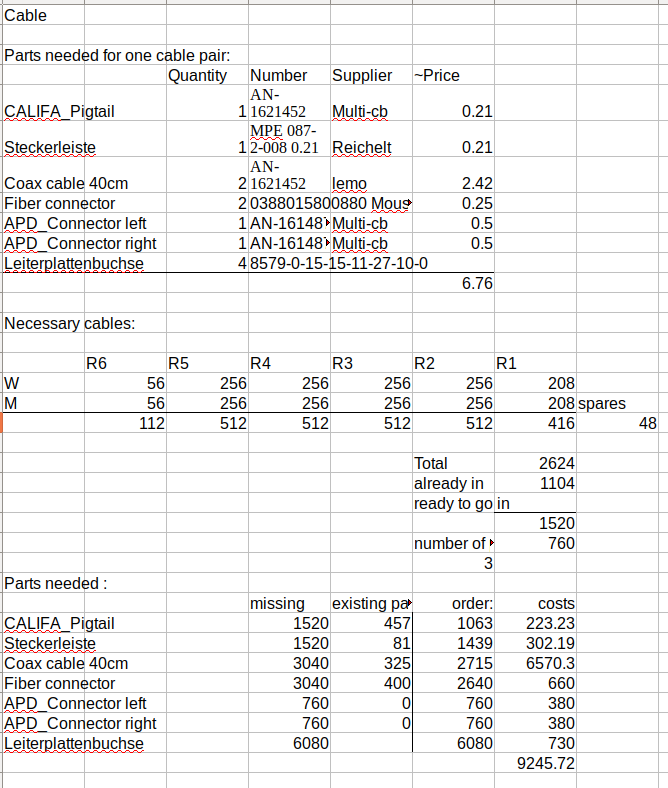 Cable
Parts needed for one cable pair:
Quantity Number Supplier ~Price
CALIFA_Pigtail 1 AN-1621452 Multi-cb 0.21
Steckerleiste 1 MPE 087-2-008 0.21 Reichelt 0.21
Coax cable 40cm 2 AN-1621452 lemo 2.42
Fiber connector 2 0388015800880 Mous 0.25
APD_Connector left 1 AN-16148 Multi-cb 0.5
APD_Connector right 1 AN-16148 Multi-cb 0.5
Leiterplattenbuchse 4 8579-0-15-15-11-27-10-0
6.76
Necessary cables:
R6 R5 R4 R3 R2 R1
W 56 256 256 256 256 208
M 56 256 256 256 256 208 spares
112 512 512 512 512 416 48
Total 2624
already in 1104
ready to go in
1520
number of 760
3
Parts needed :
missing existing pa order: costs
CALIFA_Pigtail 1520 457 1063 223.23
Steckerleiste 1520 81 1439 302.19
Coax cable 40cm 3040 325 2715 6570.3
Fiber connector 3040 400 2640 660
APD_Connector left 760 0 760 380
APD_Connector right 760 0 760 380
Leiterplattenbuchse 6080 6080 730
9245.72